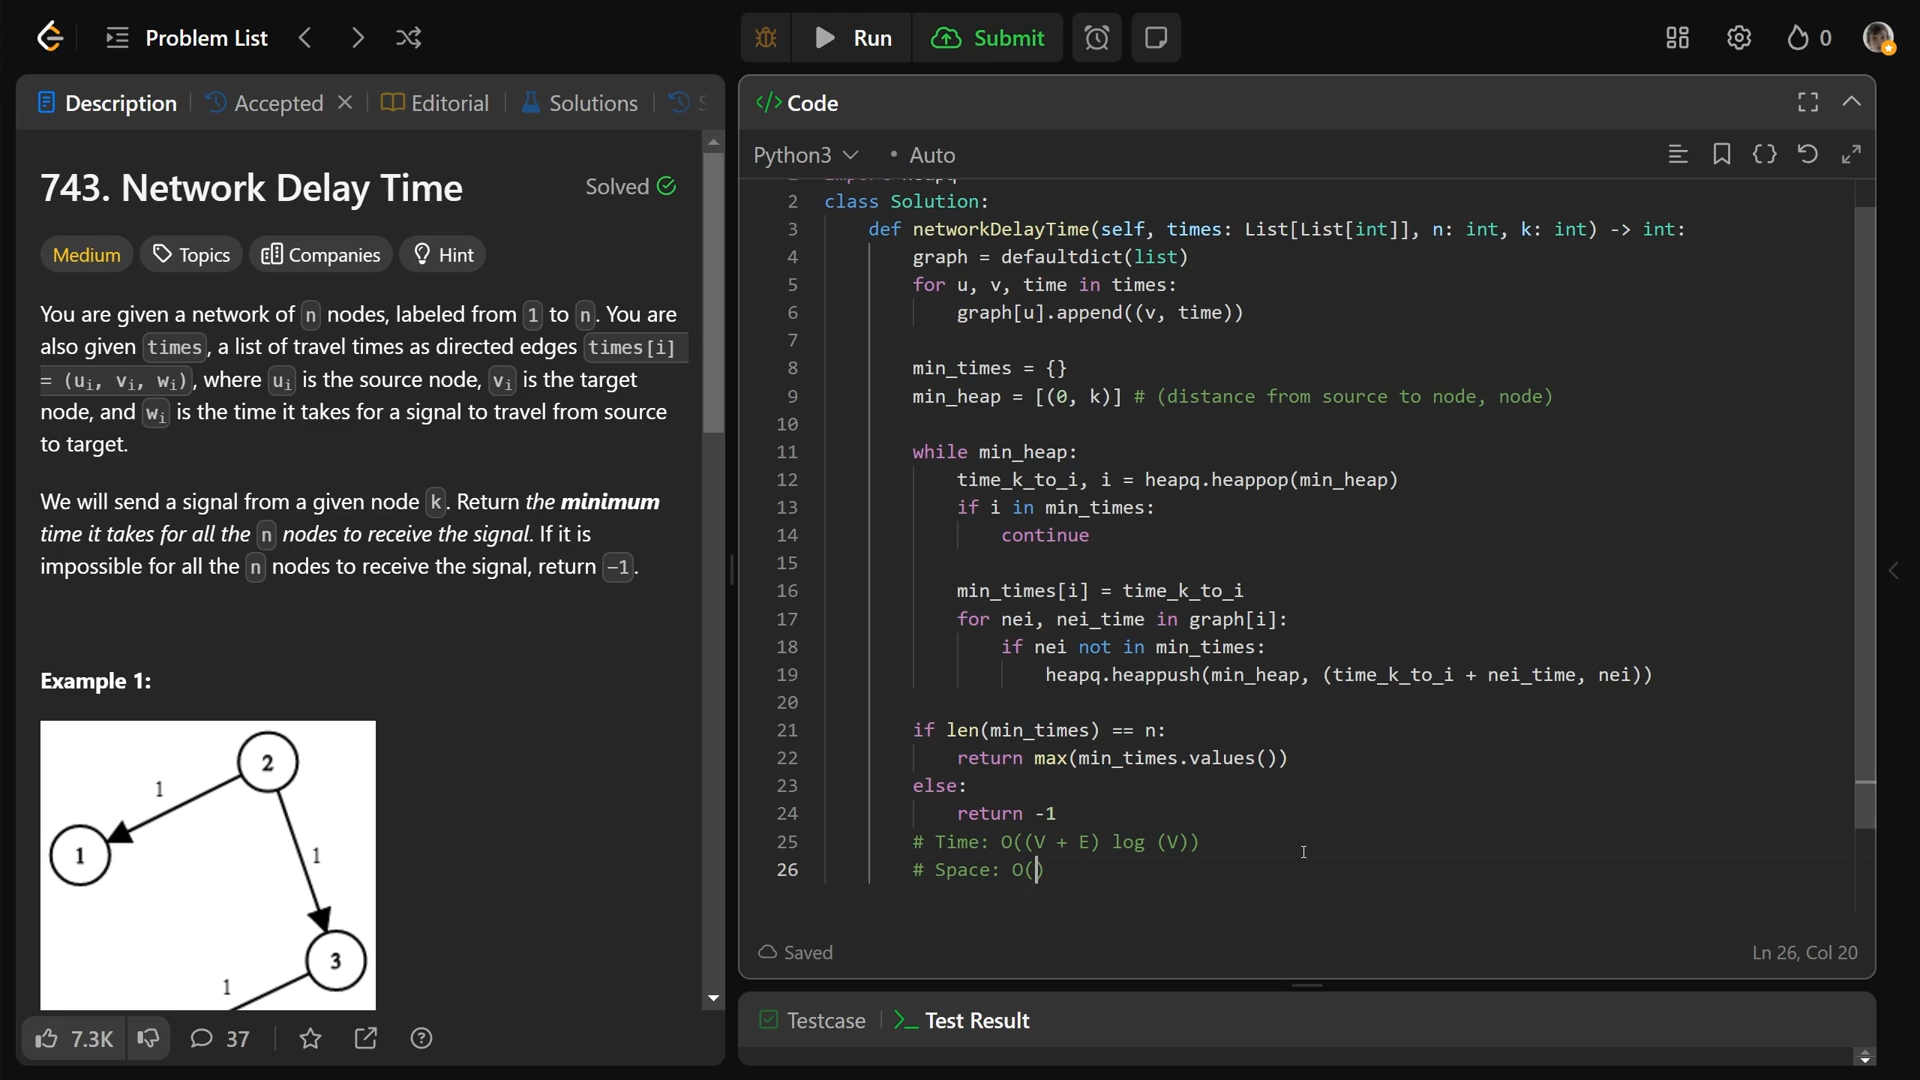 Problem List
Run
Submit
0
Description
Accepted
Editorial
Solutions
743. Network Delay Time
Solved
Medium
Topics
Companies
Hint
You are given a network of n nodes, labeled from 1 to n. You are
also given times, a list of travel times as directed edges times[i]
= (ui, vi, wi), where ui is the source node, vi is the target
node, and wi is the time it takes for a signal to travel from source
to target.
We will send a signal from a given node k. Return the minimum
time it takes for all the n nodes to receive the signal. If it is
impossible for all the n nodes to receive the signal, return -1.
Example 1:
2
1
1
1
3
1
7.3K
37
Code
Python3
• Auto
2 class Solution:
3 def networkDelayTime(self, times: List[List[int]], n: int, k: int) -> int:
4 graph = defaultdict(list)
5 for u, v, time in times:
6 graph[u].append((v, time))
7
8 min_times = {}
9 min_heap = [(0, k)] # (distance from source to node, node)
10
11 while min_heap:
12 time_k_to_i, i = heapq.heappop(min_heap)
13 if i in min_times:
14 continue
15
16 min_times[i] = time_k_to_i
17 for nei, nei_time in graph[i]:
18 if nei not in min_times:
19 heapq.heappush(min_heap, (time_k_to_i + nei_time, nei))
20
21 if len(min_times) == n:
22 return max(min_times.values())
23 else:
24 return -1
25 # Time: O((V + E) log (V))
26 # Space: O()
Saved
Ln 26, Col 20
Testcase
Test Result